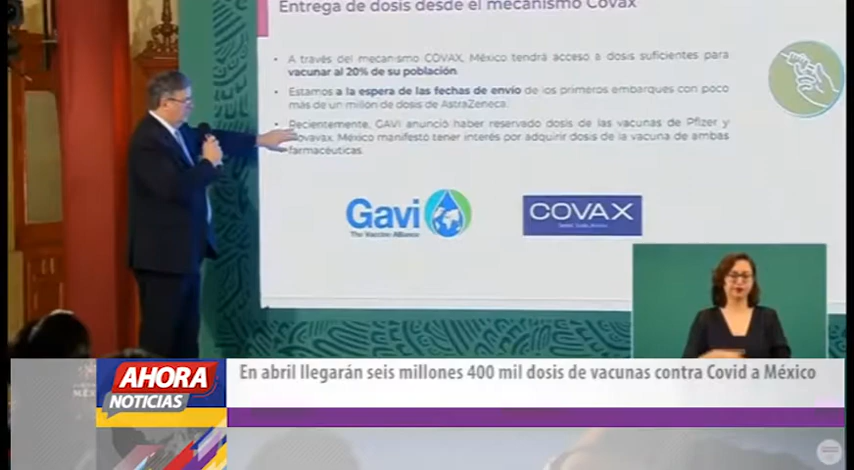 Entrega de dosis desde el mecanismo Covax
• A través del mecanismo COVAX, México tendrá acceso a dosis suficientes para
vacunar al 20% de su población.
• Estamos a la espera de las fechas de envío de los primeros embarques con poco
más de un millón de dosis de AstraZeneca.
• Recientemente, GAVI anunció haber reservado dosis de las vacunas de Pfizer y
Novavax. México manifestó tener interés por adquirir dosis de la vacuna de ambas
farmacéuticas.
Gavi
The Vaccine Alliance
COVAX
AHORA
NOTICIAS
En abril llegarán seis millones 400 mil dosis de vacunas contra Covid a México